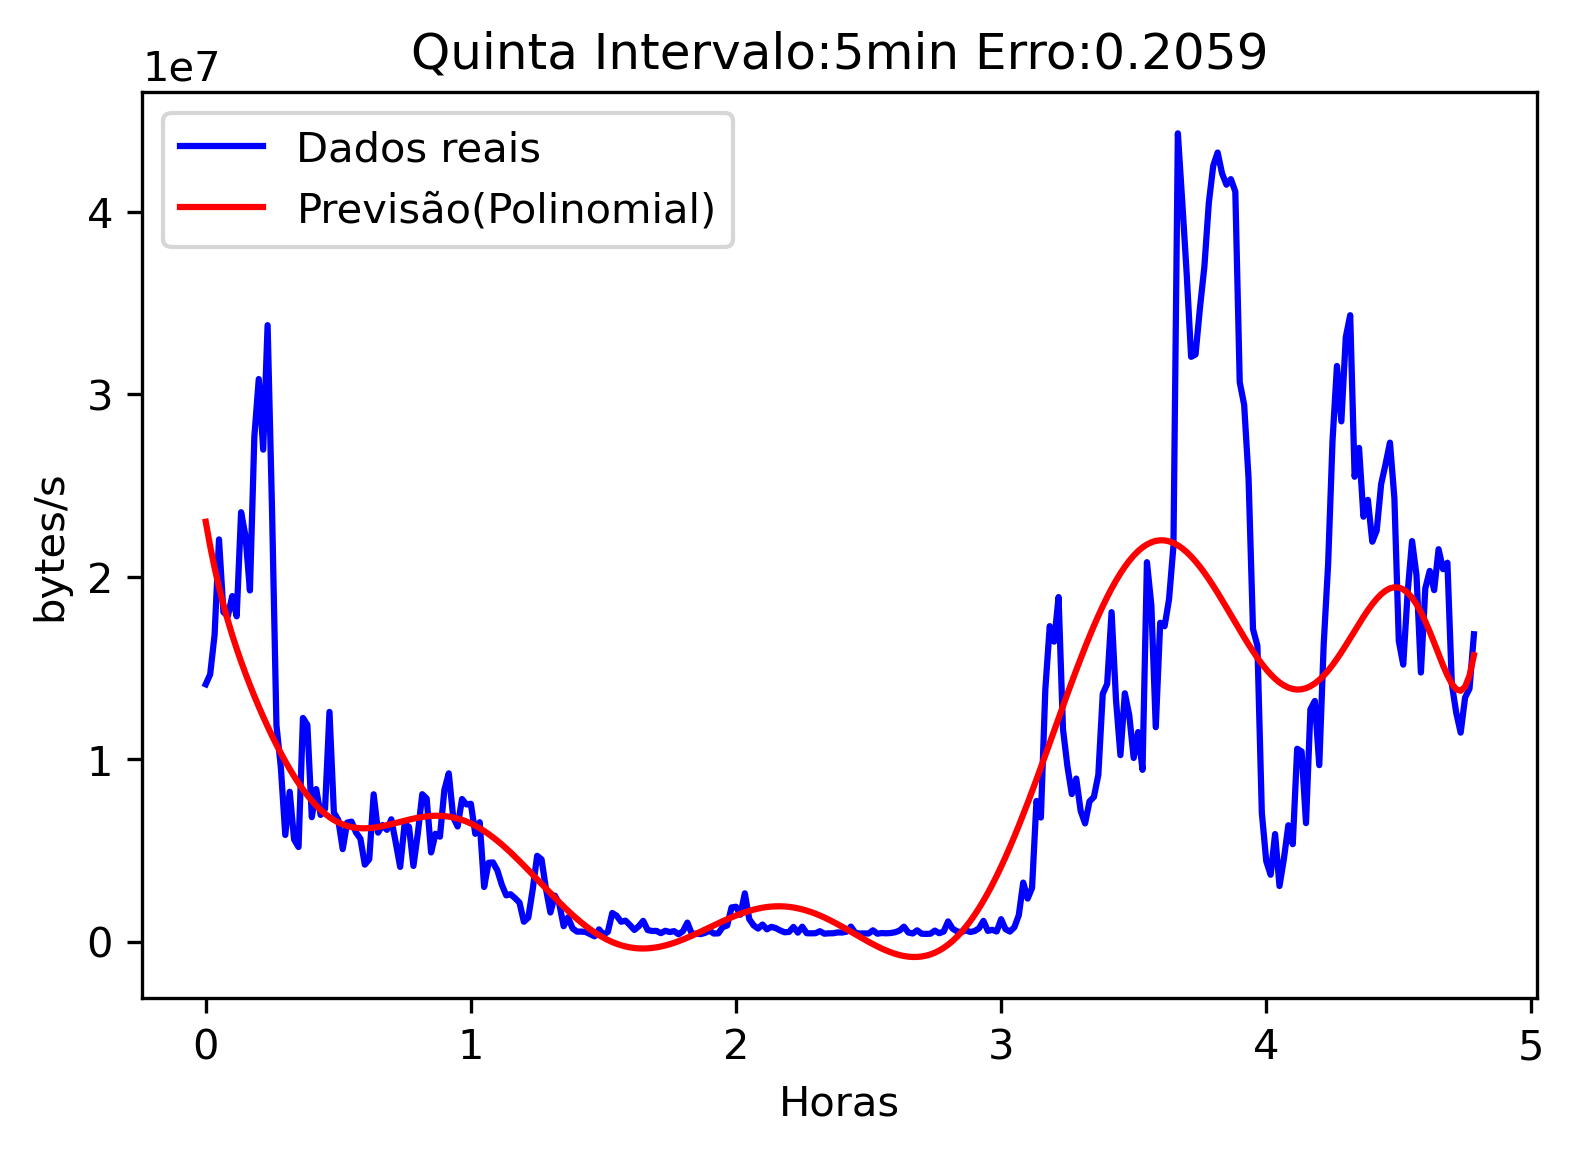 Quinta Intervalo:5min Erro:0.2059
1e7
Dados reais
Previsão(Polinomial)
4
3
2
1
0
bytes/s
0 1 2 3 4 5
Horas